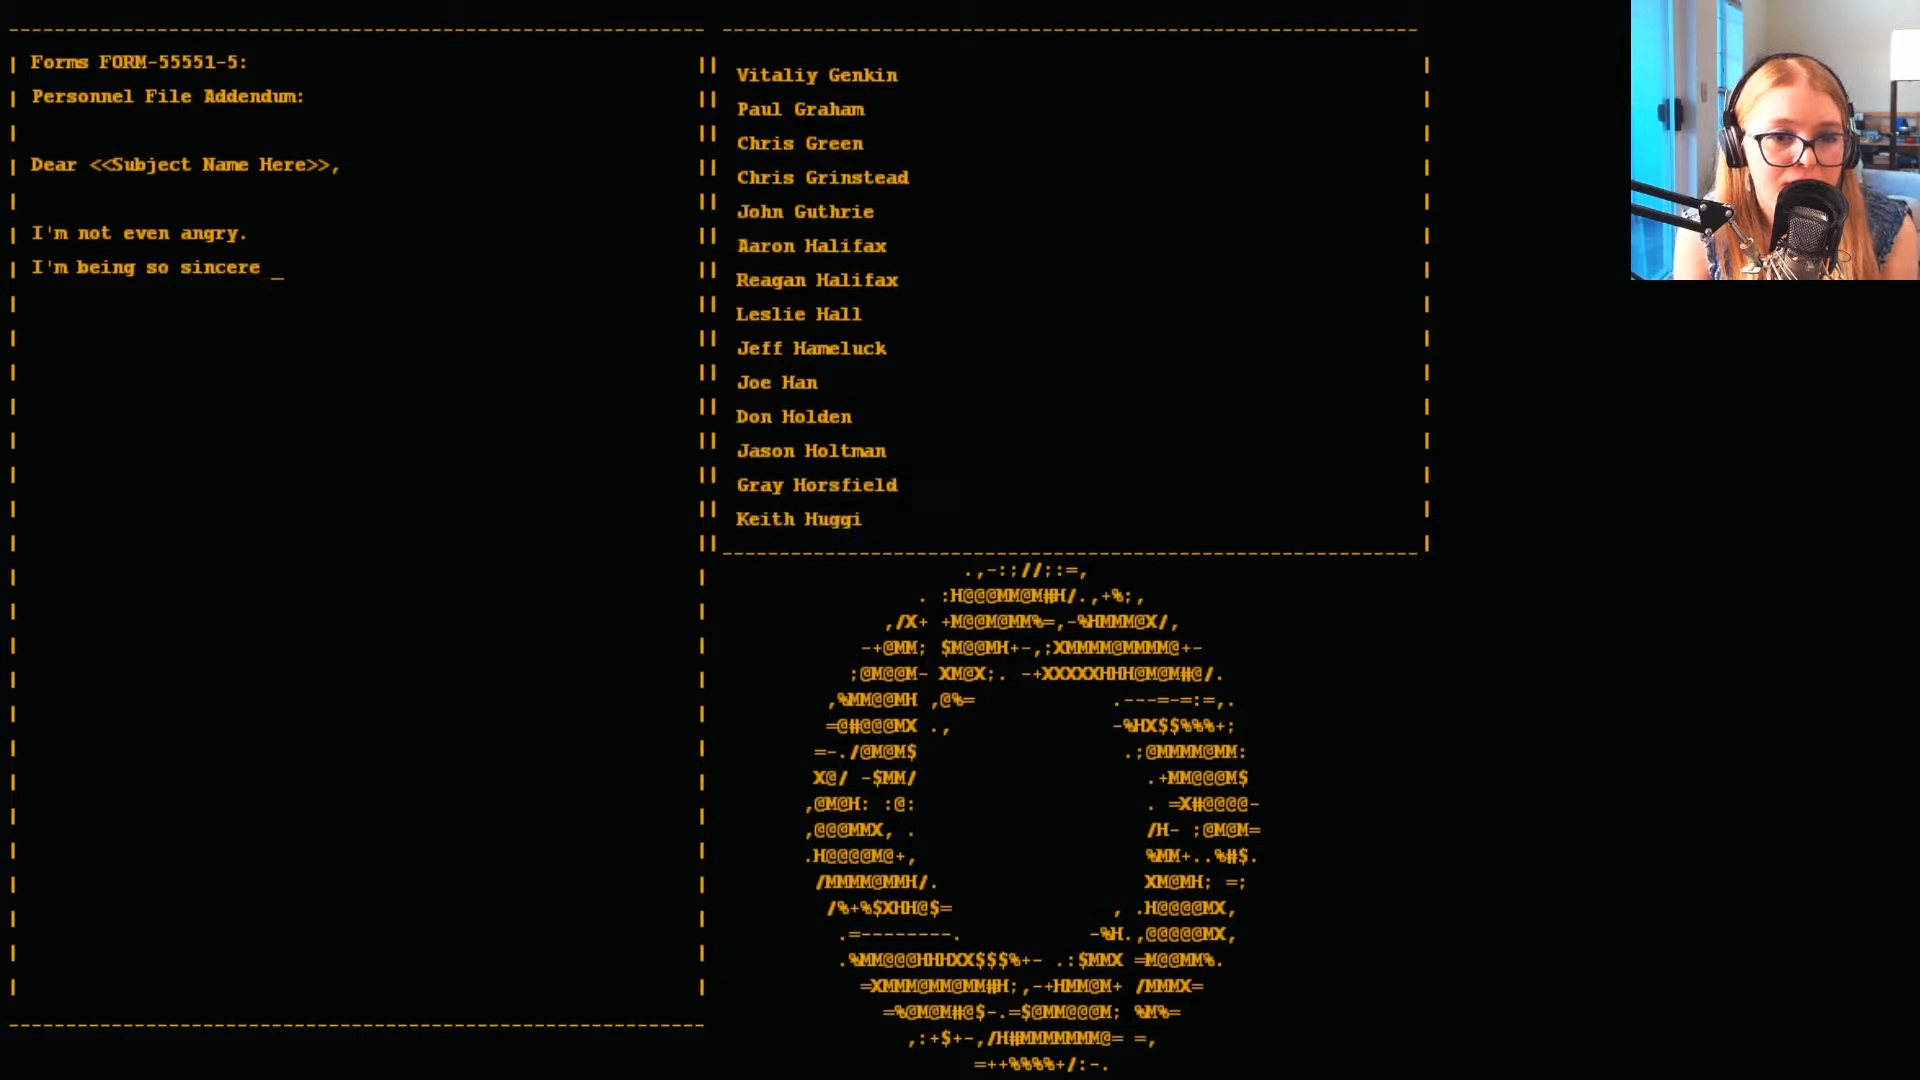 Forms FORM-55551-5:
Personnel File Addendum:
Dear <<Subject Name Here>>,
I'm not even angry.
I'm being so sincere _
Vitaliy Genkin
Paul Graham
Chris Green
Chris Grinstead
John Guthrie
Aaron Halifax
Reagan Halifax
Leslie Hall
Jeff Hameluck
Joe Han
Don Holden
Jason Holtman
Gray Horsfield
Keith Huggi